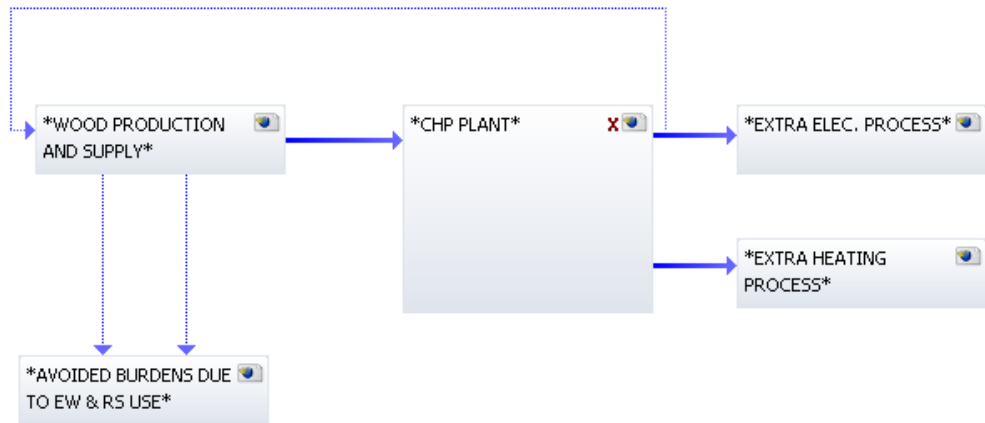 *WOOD PRODUCTION
AND SUPPLY*
*CHP PLANT*
X
*EXTRA ELEC. PROCESS*
*EXTRA HEATING
PROCESS*
*AVOIDED BURDENS DUE
TO EW & RS USE*